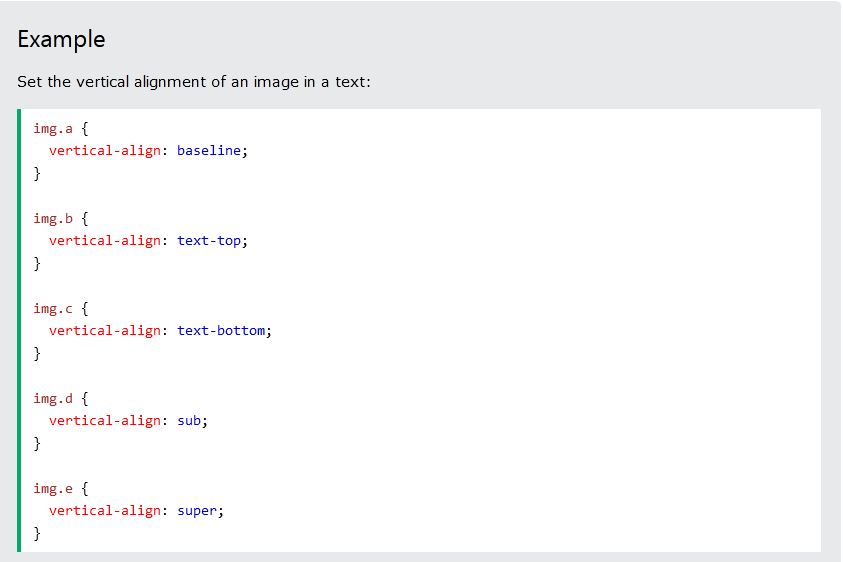 Example
Set the vertical alignment of an image in a text:
img.a {
  vertical-align: baseline;
}

img.b {
  vertical-align: text-top;
}

img.c {
  vertical-align: text-bottom;
}

img.d {
  vertical-align: sub;
}

img.e {
  vertical-align: super;
}